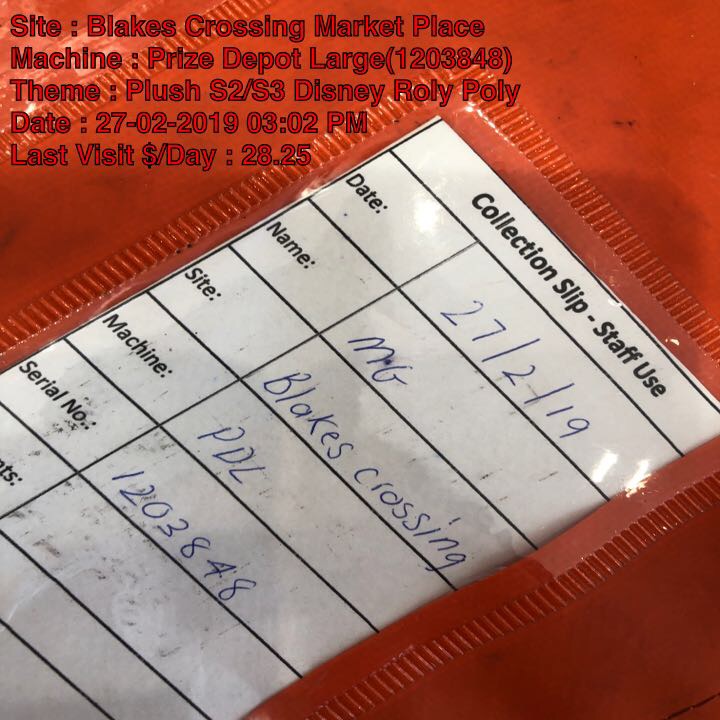 Site : Blakes Crossing Market Place
Machine : Prize Depot Large(1203848)
Theme : Plush S2/S3 Disney Roly Poly
Date : 27-02-2019 03:02 PM
Last Visit $/Day : 28.25
Collection Slip - Staff Use
Date: 27/2/19
Name: MG
Site: Blakes crossing
Machine: PDL
Serial No.: 1203848
nts: